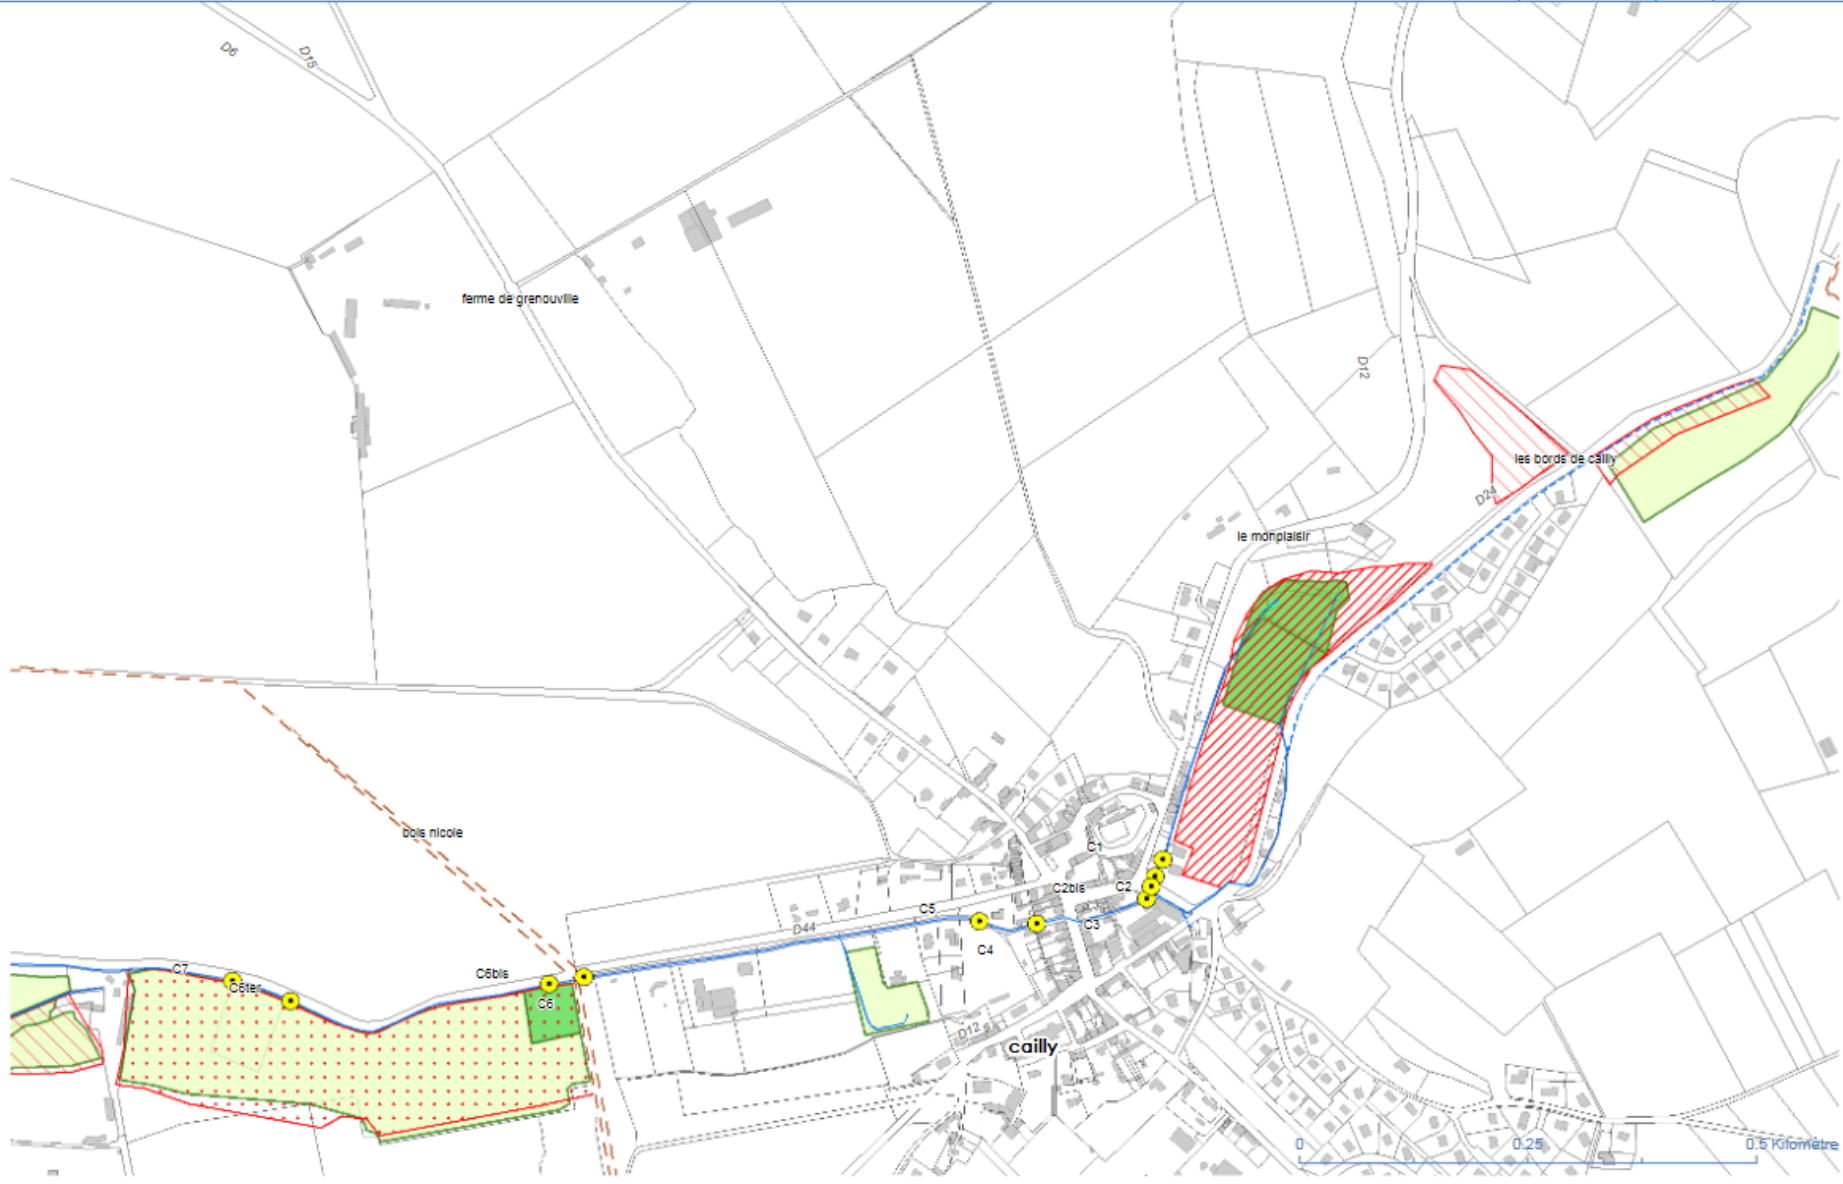 D6
D15
ferme de grenouville
D12
les bords de cailly
D24
le monplaisir
bois nicole
C1
C2bis
C2
C5
C3
D44
C4
C7
C6bis
C6ter
C6
D12
cailly
0 0.25 0.5 Kilomètre